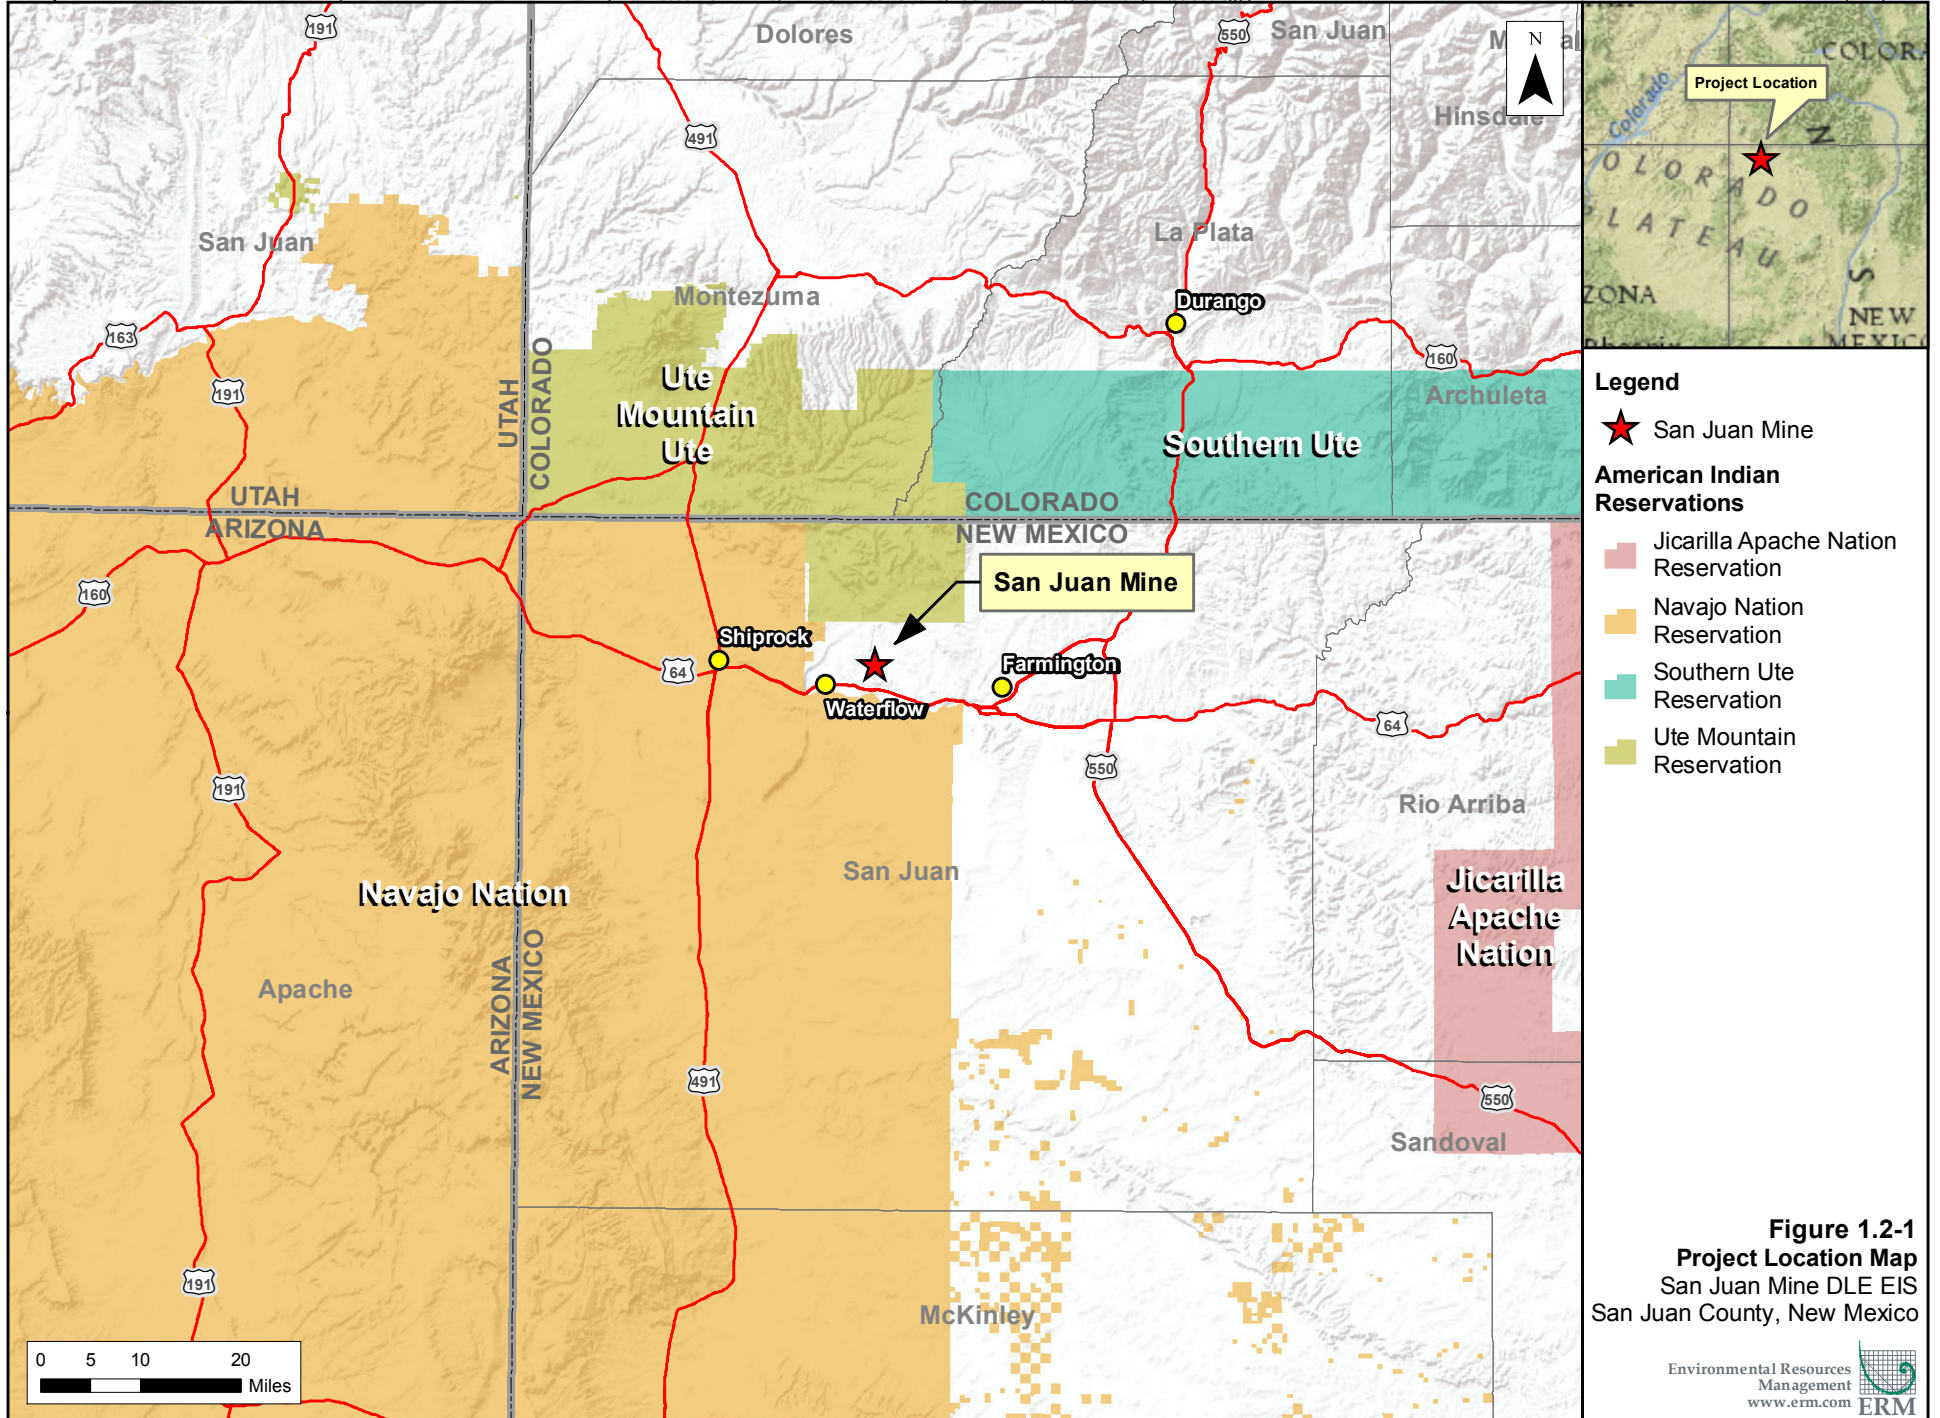 191
Dolores
550
San Juan
N
491
Hinsdale
San Juan
La Plata
Montezuma
Durango
163
160
191
UTAH
COLORADO
Ute
Mountain
Ute
Archuleta
Southern Ute
UTAH
ARIZONA
COLORADO
NEW MEXICO
160
San Juan Mine
Shiprock
64
Farmington
Waterflow
64
550
191
Rio Arriba
San Juan
Navajo Nation
Jicarilla
Apache
Nation
Apache
ARIZONA
NEW MEXICO
491
550
Sandoval
191
McKinley
0 5 10 20
Miles
COLOR
Project Location
Colorado
N
OLORADO
LATEAU
S
ZONA
NEW
MEXIC
Legend
San Juan Mine
American Indian
Reservations
Jicarilla Apache Nation
Reservation
Navajo Nation
Reservation
Southern Ute
Reservation
Ute Mountain
Reservation
Figure 1.2-1
Project Location Map
San Juan Mine DLE EIS
San Juan County, New Mexico
Environmental Resources
Management
www.erm.com
ERM